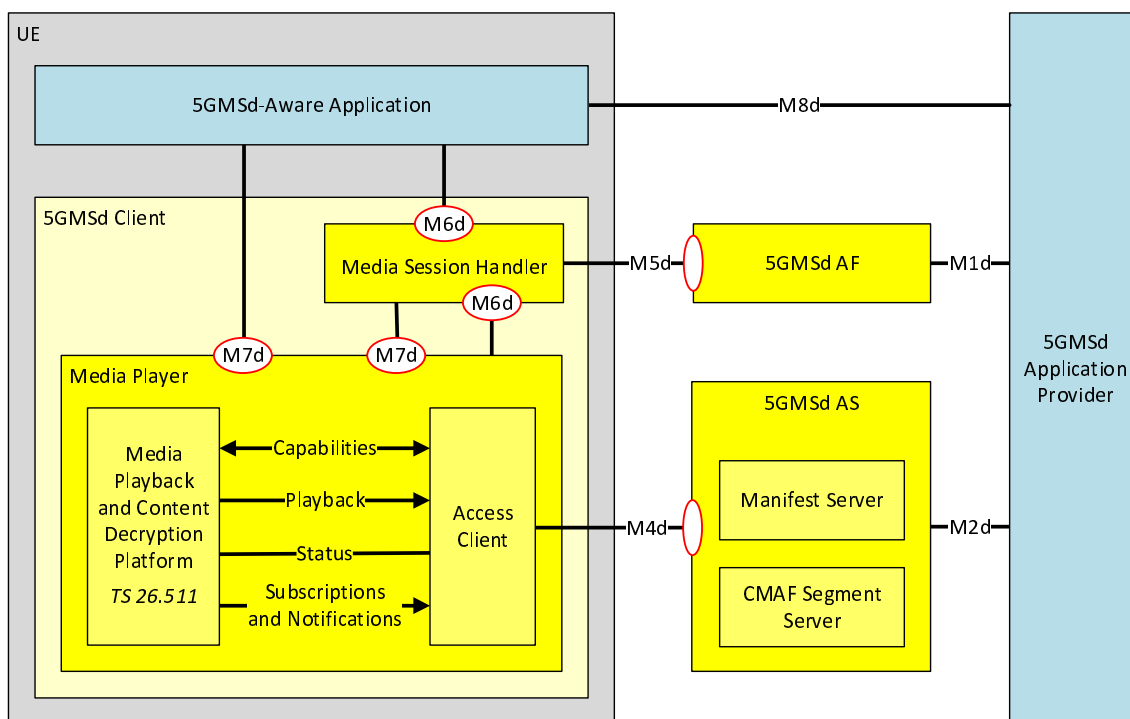 UE
5GMSd-Aware Application
M8d
5GMSd Client
M6d
Media Session Handler
M5d
5GMSd AF
M1d
M6d
M7d
M7d
Media Player
Media
Playback
and Content
Decryption
Platform
TS 26.511
Capabilities
Playback
Status
Subscriptions
and Notifications
Access
Client
M4d
5GMSd AS
Manifest Server
CMAF Segment
Server
M2d
5GMSd
Application
Provider